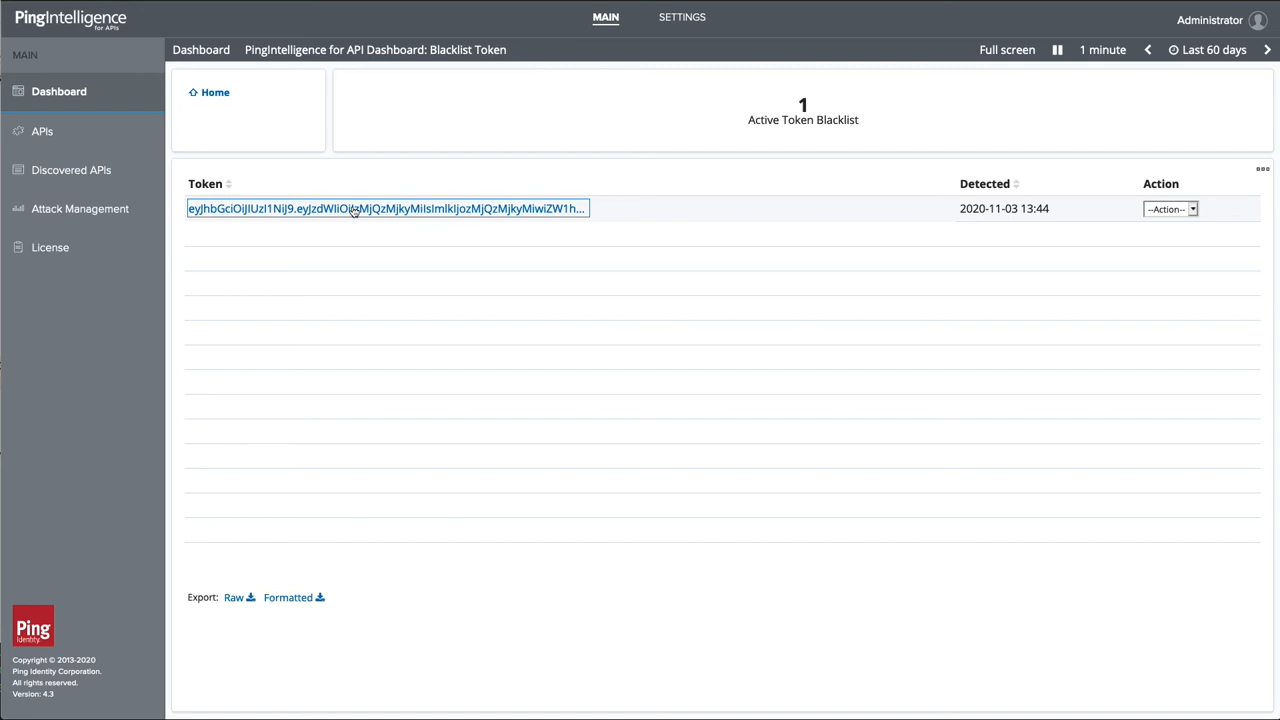 PingIntelligence
for APIs
MAIN
SETTINGS
Administrator
MAIN
Dashboard
PingIntelligence for API Dashboard: Blacklist Token
Full screen
1 minute
Last 60 days
Dashboard
APIs
Discovered APIs
Attack Management
License
Home
1
Active Token Blacklist
Token
Detected
Action
2020-11-03 13:44
--Action--
Export: Raw Formatted
Ping
Identity.
Copyright © 2013-2020
Ping Identity Corporation.
All rights reserved.
Version: 4.3